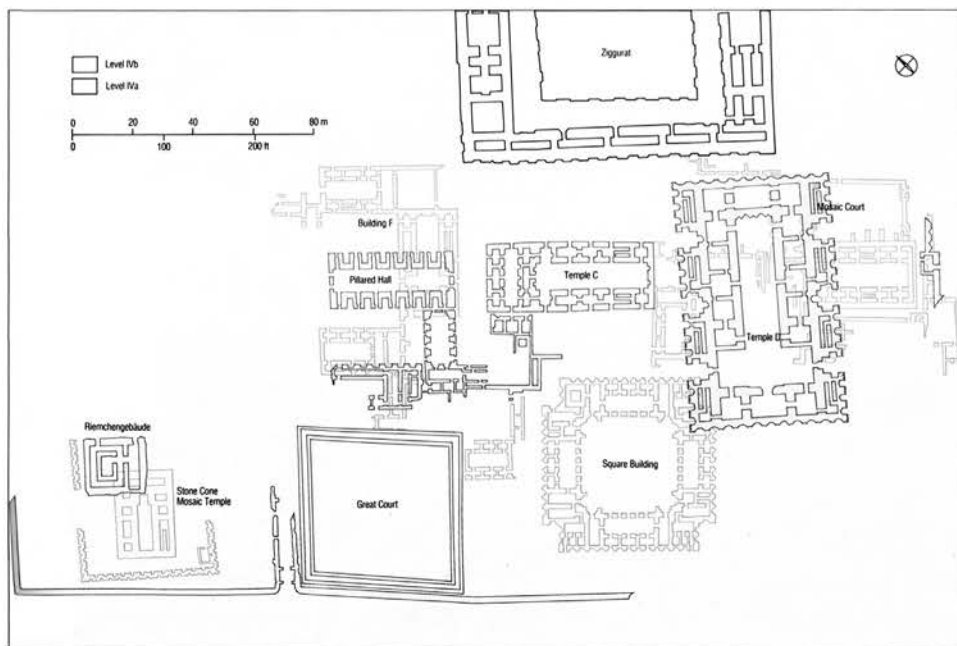 Level IVb
Level IVa
0 20 40 60 80 m
0 100 200 ft
Ziggurat
Mosaic Court
Building F
Pillared Hall
Temple C
Temple D
Riemchengebäude
Stone Cone
Mosaic Temple
Great Court
Square Building